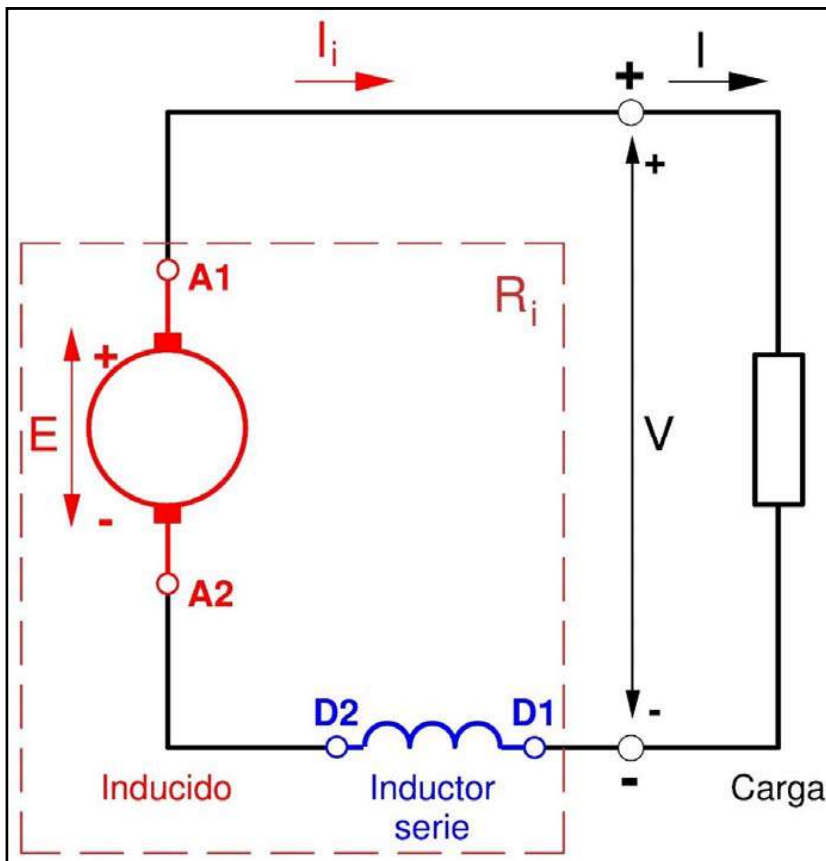 Ii
I
+
+
A1
Ri
+
E
V
-
A2
D2
D1
-
-
Inducido
Inductor
serie
Carga